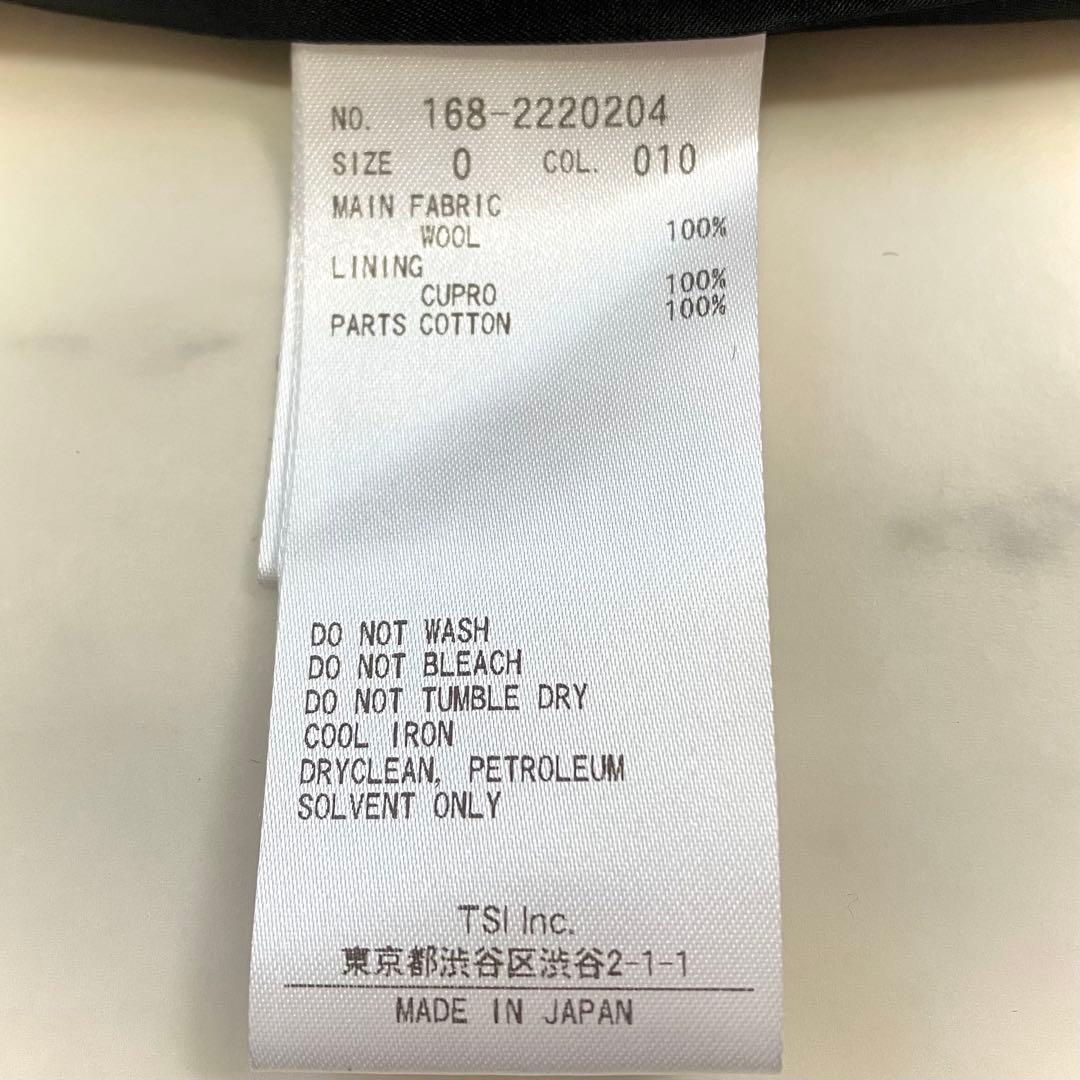 NO. 168-2220204
SIZE 0 COL. 010
MAIN FABRIC
WOOL 100%
LINING
CUPRO 100%
PARTS COTTON 100%
DO NOT WASH
DO NOT BLEACH
DO NOT TUMBLE DRY
COOL IRON
DRYCLEAN, PETROLEUM
SOLVENT ONLY
TSI Inc.
東京都渋谷区渋谷2-1-1
MADE IN JAPAN